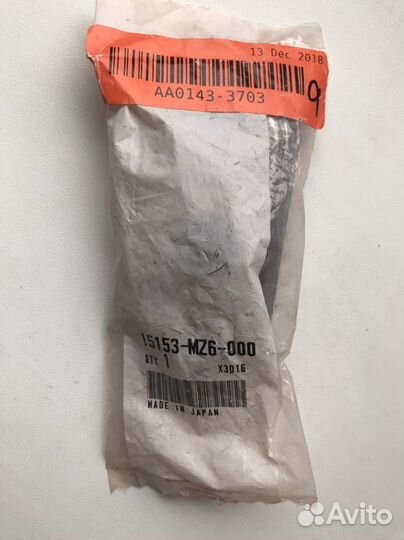 13 Dec 2018
AA0143-3703
9
15153-MZ6-000
QTY 1
X3D16
MADE IN JAPAN
Avito